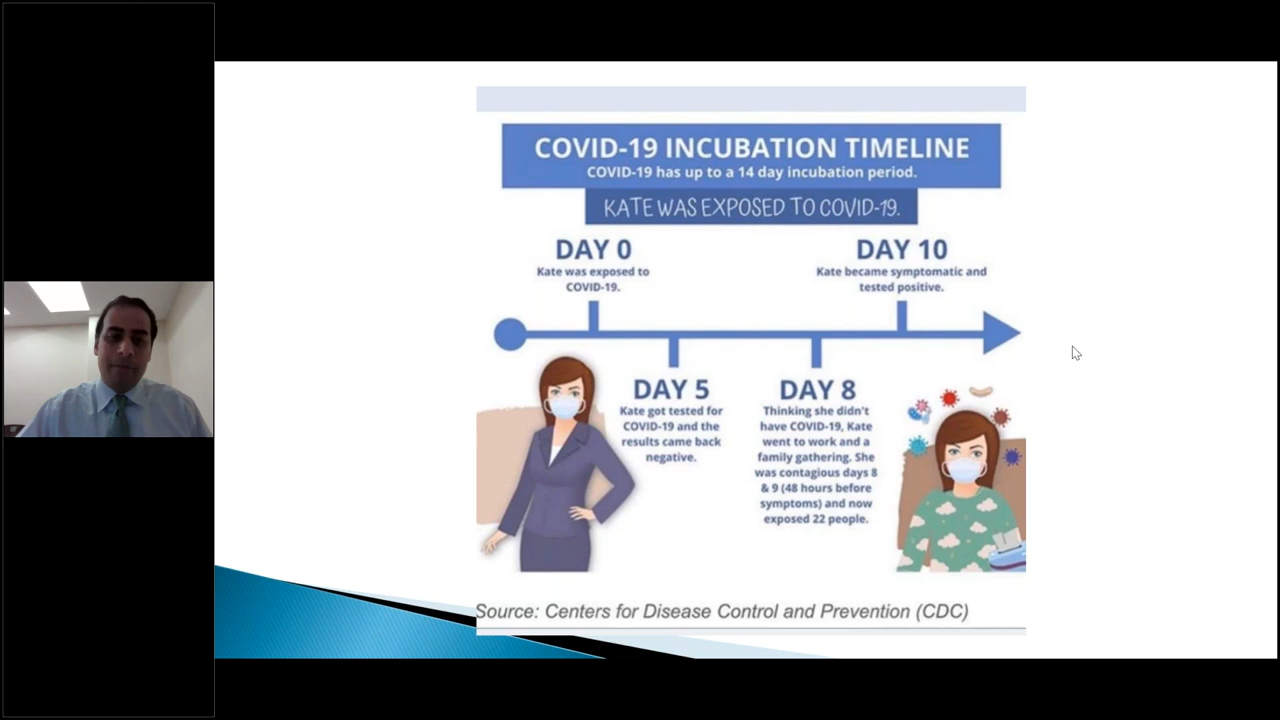 COVID-19 INCUBATION TIMELINE
COVID-19 has up to a 14 day incubation period.
KATE WAS EXPOSED TO COVID-19.
DAY 0
Kate was exposed to
COVID-19.
DAY 10
Kate became symptomatic and
tested positive.
DAY 5
Kate got tested for
COVID-19 and the
results came back
negative.
DAY 8
Thinking she didn't
have COVID-19, Kate
went to work and a
family gathering. She
was contagious days 8
& 9 (48 hours before
symptoms) and now
exposed 22 people.
Source: Centers for Disease Control and Prevention (CDC)